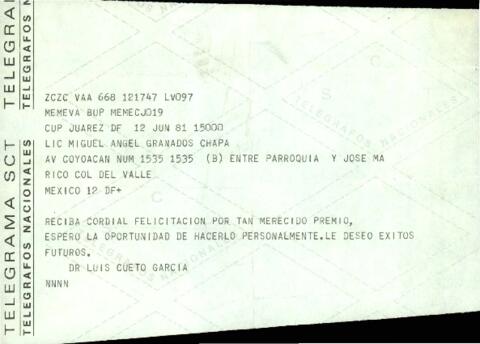 ZCZC VAA 668 121747 LV097
MEMEVA BUP MEMECJ019
CUP JUAREZ DF 12 JUN 81 15000
LIC MIGUEL ANGEL GRANADOS CHAPA
AV COYOACAN NUM 1535 1535 (B) ENTRE PARROQUIA Y JOSE MA
RICO COL DEL VALLE
MEXICO 12 DF+
RECIBA CORDIAL FELICITACION POR TAN MERECIDO PREMIO,
ESPERO LA OPORTUNIDAD DE HACERLO PERSONALMENTE.LE DESEO EXITOS
FUTUROS.
DR LUIS CUETO GARCIA
NNNN
TELEGRAMA SCT
TELEGRAFOS NACIONALES